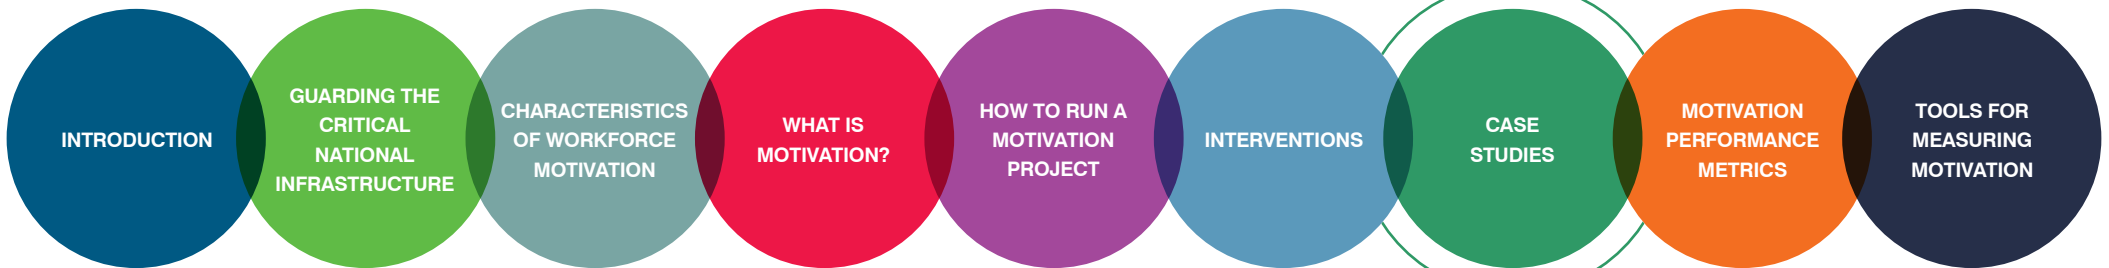 INTRODUCTION
GUARDING THE
CRITICAL
NATIONAL
INFRASTRUCTURE
CHARACTERISTICS
OF WORKFORCE
MOTIVATION
WHAT IS
MOTIVATION?
HOW TO RUN A
MOTIVATION
PROJECT
INTERVENTIONS
CASE
STUDIES
MOTIVATION
PERFORMANCE
METRICS
TOOLS FOR
MEASURING
MOTIVATION